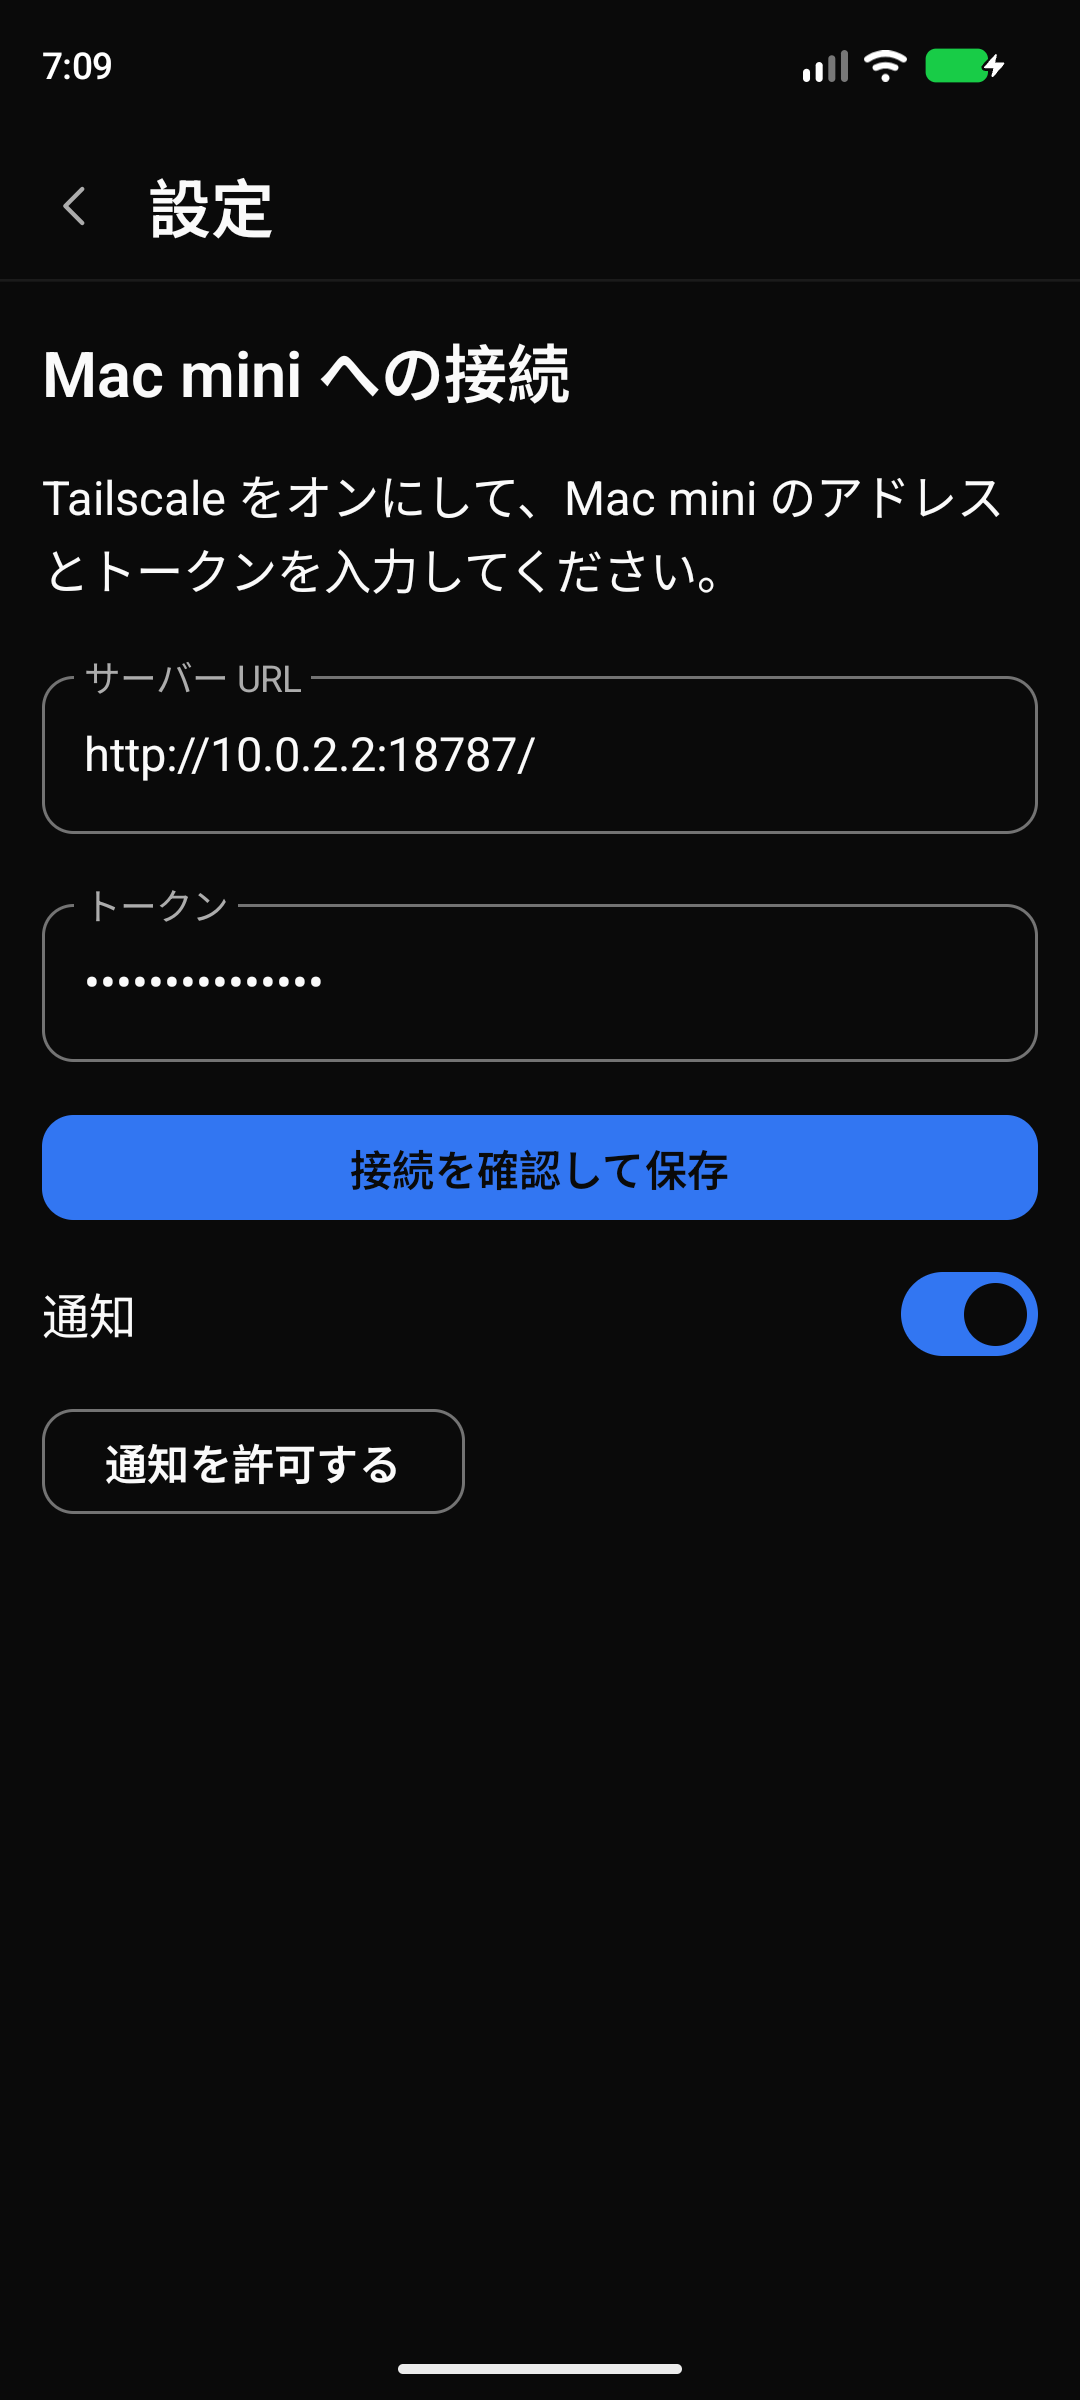 7:09
設定
Mac mini への接続
Tailscale をオンにして、Mac mini のアドレス
とトークンを入力してください。
サーバー URL
http://10.0.2.2:18787/
トークン
•••••••••••••••
接続を確認して保存
通知
通知を許可する